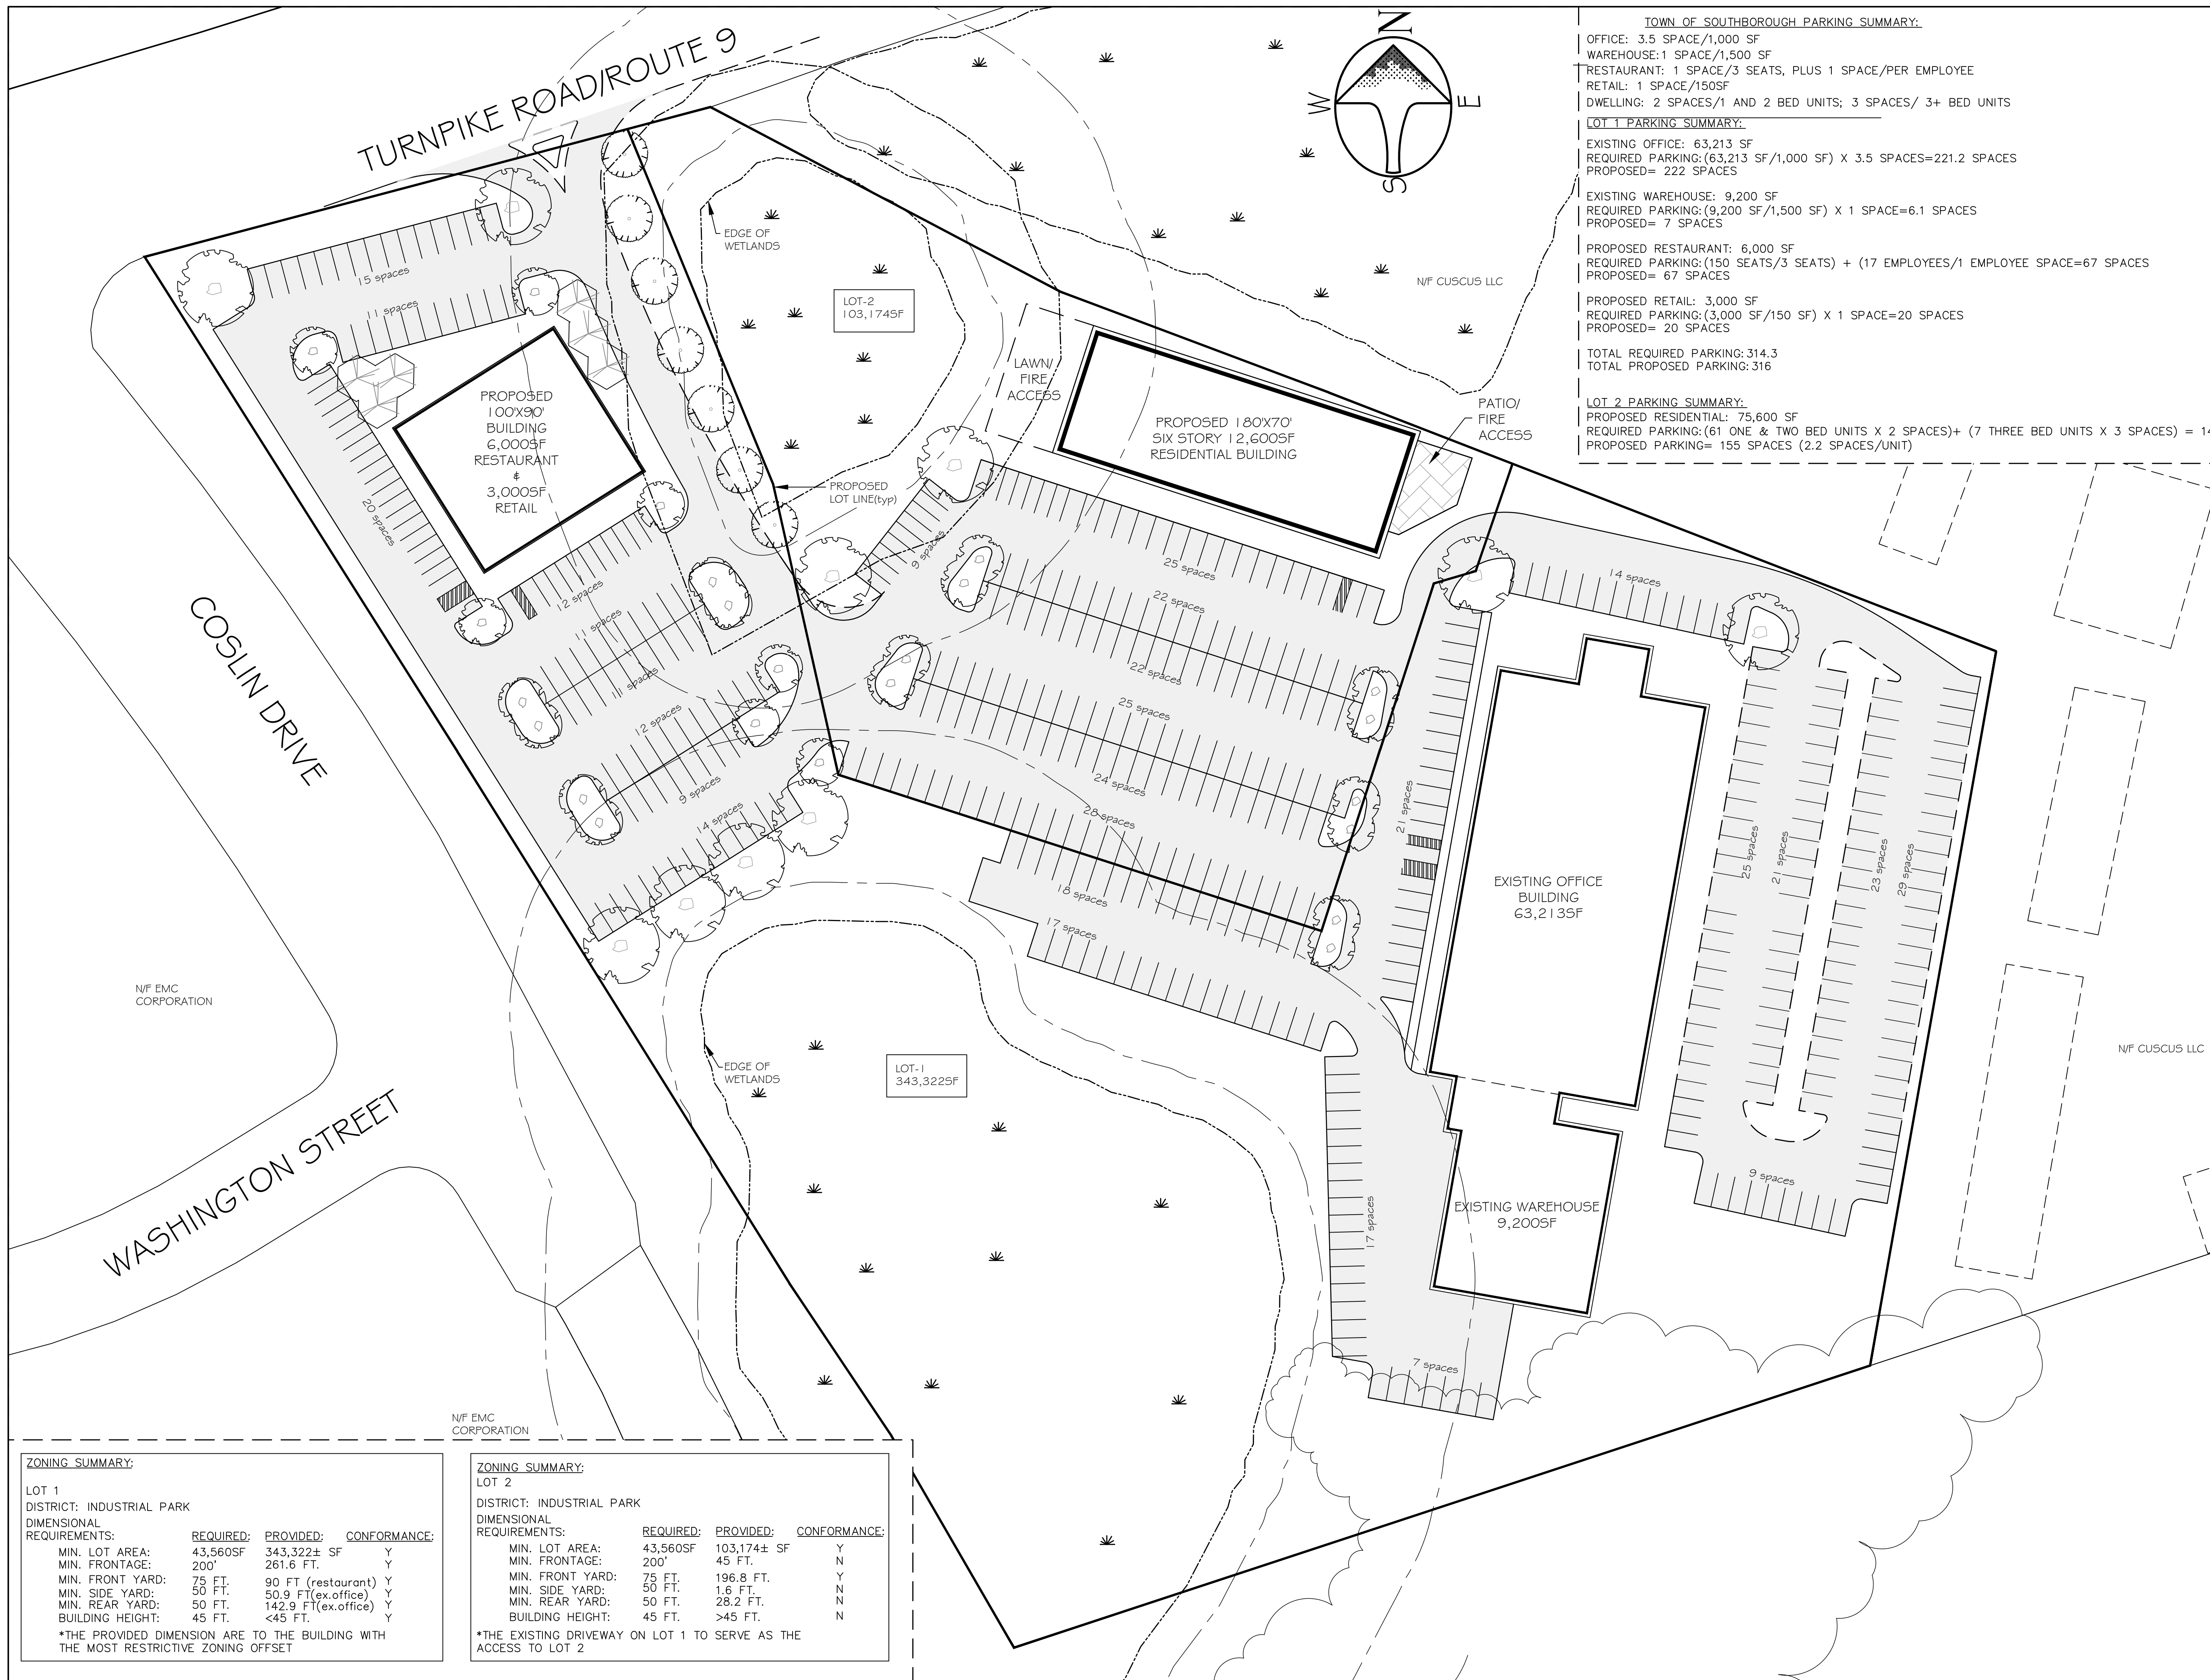 TOWN OF SOUTHBOROUGH PARKING SUMMARY:
OFFICE: 3.5 SPACE/1,000 SF
WAREHOUSE: 1 SPACE/1,500 SF
RESTAURANT: 1 SPACE/3 SEATS, PLUS 1 SPACE/PER EMPLOYEE
RETAIL: 1 SPACE/150SF
DWELLING: 2 SPACES/1 AND 2 BED UNITS; 3 SPACES/ 3+ BED UNITS
LOT 1 PARKING SUMMARY:
EXISTING OFFICE: 63,213 SF
REQUIRED PARKING: (63,213 SF/1,000 SF) X 3.5 SPACES=221.2 SPACES
PROPOSED= 222 SPACES
EXISTING WAREHOUSE: 9,200 SF
REQUIRED PARKING: (9,200 SF/1,500 SF) X 1 SPACE=6.1 SPACES
PROPOSED= 7 SPACES
PROPOSED RESTAURANT: 6,000 SF
REQUIRED PARKING: (150 SEATS/3 SEATS) + (17 EMPLOYEES/1 EMPLOYEE SPACE=67 SPACES
PROPOSED= 67 SPACES
PROPOSED RETAIL: 3,000 SF
REQUIRED PARKING: (3,000 SF/150 SF) X 1 SPACE=20 SPACES
PROPOSED= 20 SPACES
TOTAL REQUIRED PARKING: 314.3
TOTAL PROPOSED PARKING: 316
LOT 2 PARKING SUMMARY:
PROPOSED RESIDENTIAL: 75,600 SF
REQUIRED PARKING: (61 ONE & TWO BED UNITS X 2 SPACES)+ (7 THREE BED UNITS X 3 SPACES) =
PROPOSED PARKING= 155 SPACES (2.2 SPACES/UNIT)
N
W
E
S
TURNPIKE ROAD/ROUTE 9
EDGE OF
WETLANDS
LOT-2
103,174SF
N/F CUSCUS LLC
15 spaces
11 spaces
LAWN/
FIRE
ACCESS
PROPOSED
100'X90'
BUILDING
6,000SF
RESTAURANT
&
3,000SF
RETAIL
PROPOSED 180'X70'
SIX STORY 12,600SF
RESIDENTIAL BUILDING
PATIO/
FIRE
ACCESS
PROPOSED
LOT LINE(typ)
20 spaces
9 spaces
12 spaces
11 spaces
11 spaces
12 spaces
9 spaces
14 spaces
25 spaces
22 spaces
22 spaces
25 spaces
24 spaces
28 spaces
18 spaces
17 spaces
14 spaces
21 spaces
25 spaces
21 spaces
23 spaces
29 spaces
COSLIN DRIVE
EXISTING OFFICE
BUILDING
63,213SF
N/F EMC
CORPORATION
EDGE OF
WETLANDS
LOT-1
343,322SF
N/F CUSCUS LLC
WASHINGTON STREET
9 spaces
17 spaces
EXISTING WAREHOUSE
9,200SF
7 spaces
N/F EMC
CORPORATION
ZONING SUMMARY:
LOT 1
DISTRICT: INDUSTRIAL PARK
DIMENSIONAL
REQUIREMENTS: REQUIRED: PROVIDED: CONFORMANCE:
MIN. LOT AREA: 43,560SF 343,322± SF Y
MIN. FRONTAGE: 200' 261.6 FT. Y
MIN. FRONT YARD: 75 FT. 90 FT (restaurant) Y
MIN. SIDE YARD: 50 FT. 50.9 FT(ex.office) Y
MIN. REAR YARD: 50 FT. 142.9 FT(ex.office) Y
BUILDING HEIGHT: 45 FT. <45 FT. Y
*THE PROVIDED DIMENSION ARE TO THE BUILDING WITH
THE MOST RESTRICTIVE ZONING OFFSET
ZONING SUMMARY:
LOT 2
DISTRICT: INDUSTRIAL PARK
DIMENSIONAL
REQUIREMENTS: REQUIRED: PROVIDED: CONFORMANCE:
MIN. LOT AREA: 43,560SF 103,174± SF Y
MIN. FRONTAGE: 200' 45 FT. N
MIN. FRONT YARD: 75 FT. 196.8 FT. Y
MIN. SIDE YARD: 50 FT. 1.6 FT. N
MIN. REAR YARD: 50 FT. 28.2 FT. N
BUILDING HEIGHT: 45 FT. >45 FT. N
*THE EXISTING DRIVEWAY ON LOT 1 TO SERVE AS THE
ACCESS TO LOT 2